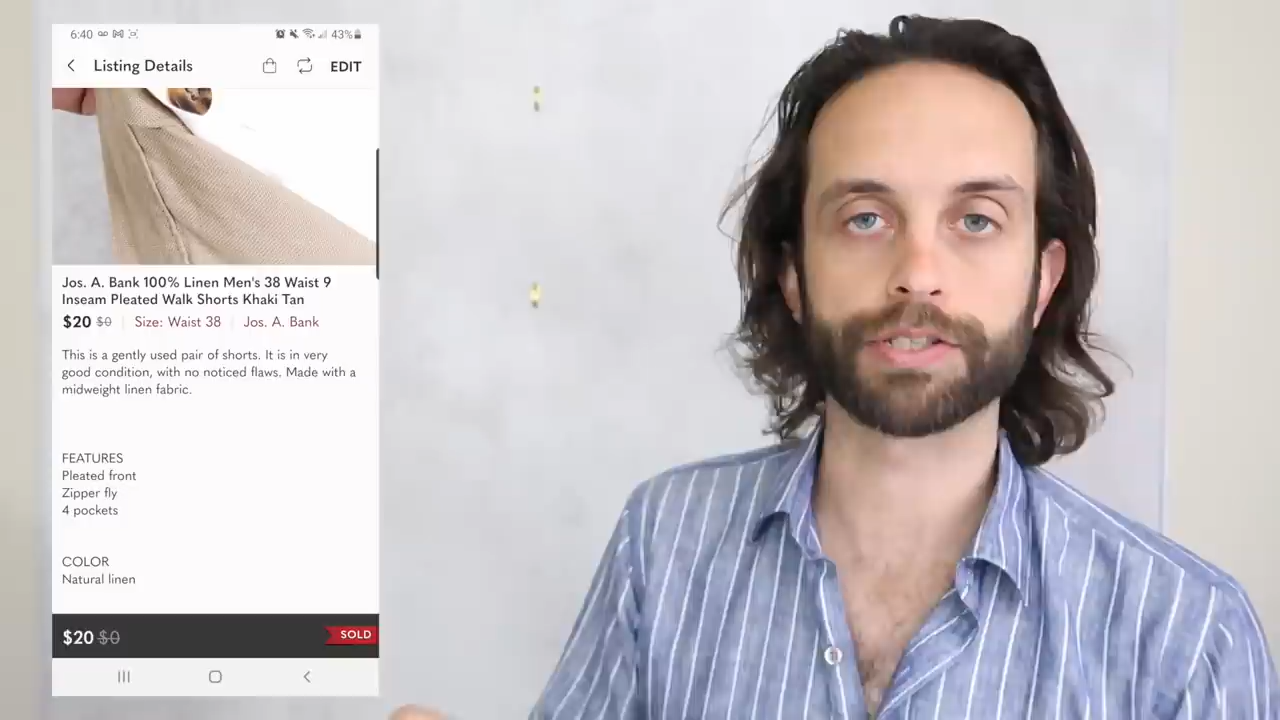 6:40
43%
Listing Details
EDIT
Jos. A. Bank 100% Linen Men's 38 Waist 9
Inseam Pleated Walk Shorts Khaki Tan
$20 $0 | Size: Waist 38 | Jos. A. Bank
This is a gently used pair of shorts. It is in very
good condition, with no noticed flaws. Made with a
midweight linen fabric.
FEATURES
Pleated front
Zipper fly
4 pockets
COLOR
Natural linen
$20 $0
SOLD